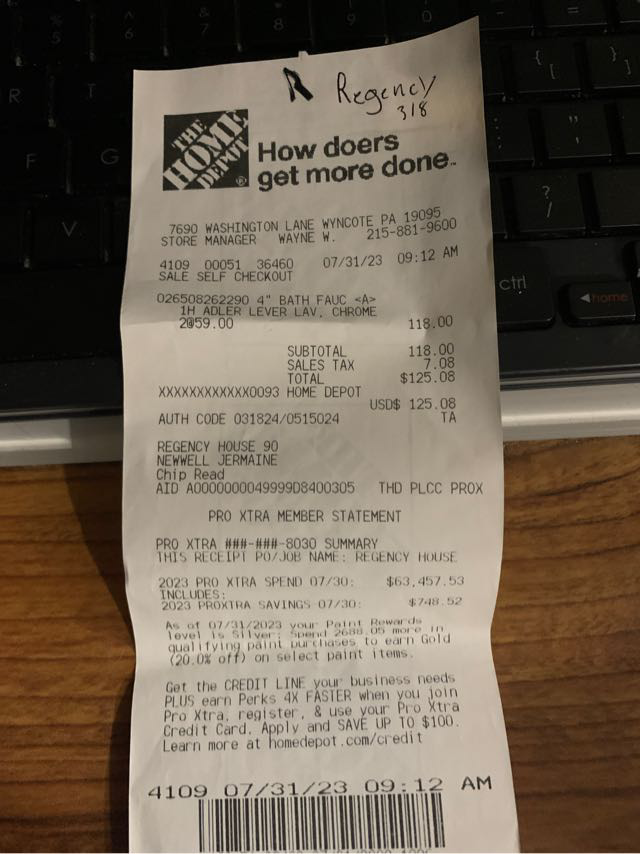 R Regency
318
THE HOME DEPOT
How doers
get more done.
7690 WASHINGTON LANE WYNCOTE PA 19095
STORE MANAGER WAYNE W. 215-881-9600
4109 00051 36460 07/31/23 09:12 AM
SALE SELF CHECKOUT
026508262290 4" BATH FAUC <A>
1H ADLER LEVER LAV, CHROME
2@59.00 118.00
SUBTOTAL 118.00
SALES TAX 7.08
TOTAL $125.08
XXXXXXXXXXXX0093 HOME DEPOT
USD$ 125.08
AUTH CODE 031824/0515024 TA
REGENCY HOUSE 90
NEWWELL JERMAINE
Chip Read
AID A0000000049999D8400305 THD PLCC PROX
PRO XTRA MEMBER STATEMENT
PRO XTRA ###-###-8030 SUMMARY
THIS RECEIPT PO/JOB NAME: REGENCY HOUSE
2023 PRO XTRA SPEND 07/30: $63,457.53
INCLUDES:
2023 PROXTRA SAVINGS 07/30: $748.52
As of 07/31/2023 your Paint Rewards
level is Silver; Spend 2688.05 more in
qualifying paint purchases to earn Gold
(20.0% off) on select paint items.
Get the CREDIT LINE your business needs
PLUS earn Perks 4X FASTER when you join
Pro Xtra, register, & use your Pro Xtra
Credit Card. Apply and SAVE UP TO $100.
Learn more at homedepot.com/credit
4109 07/31/23 09:12 AM
R
F G
V
ctrl
home